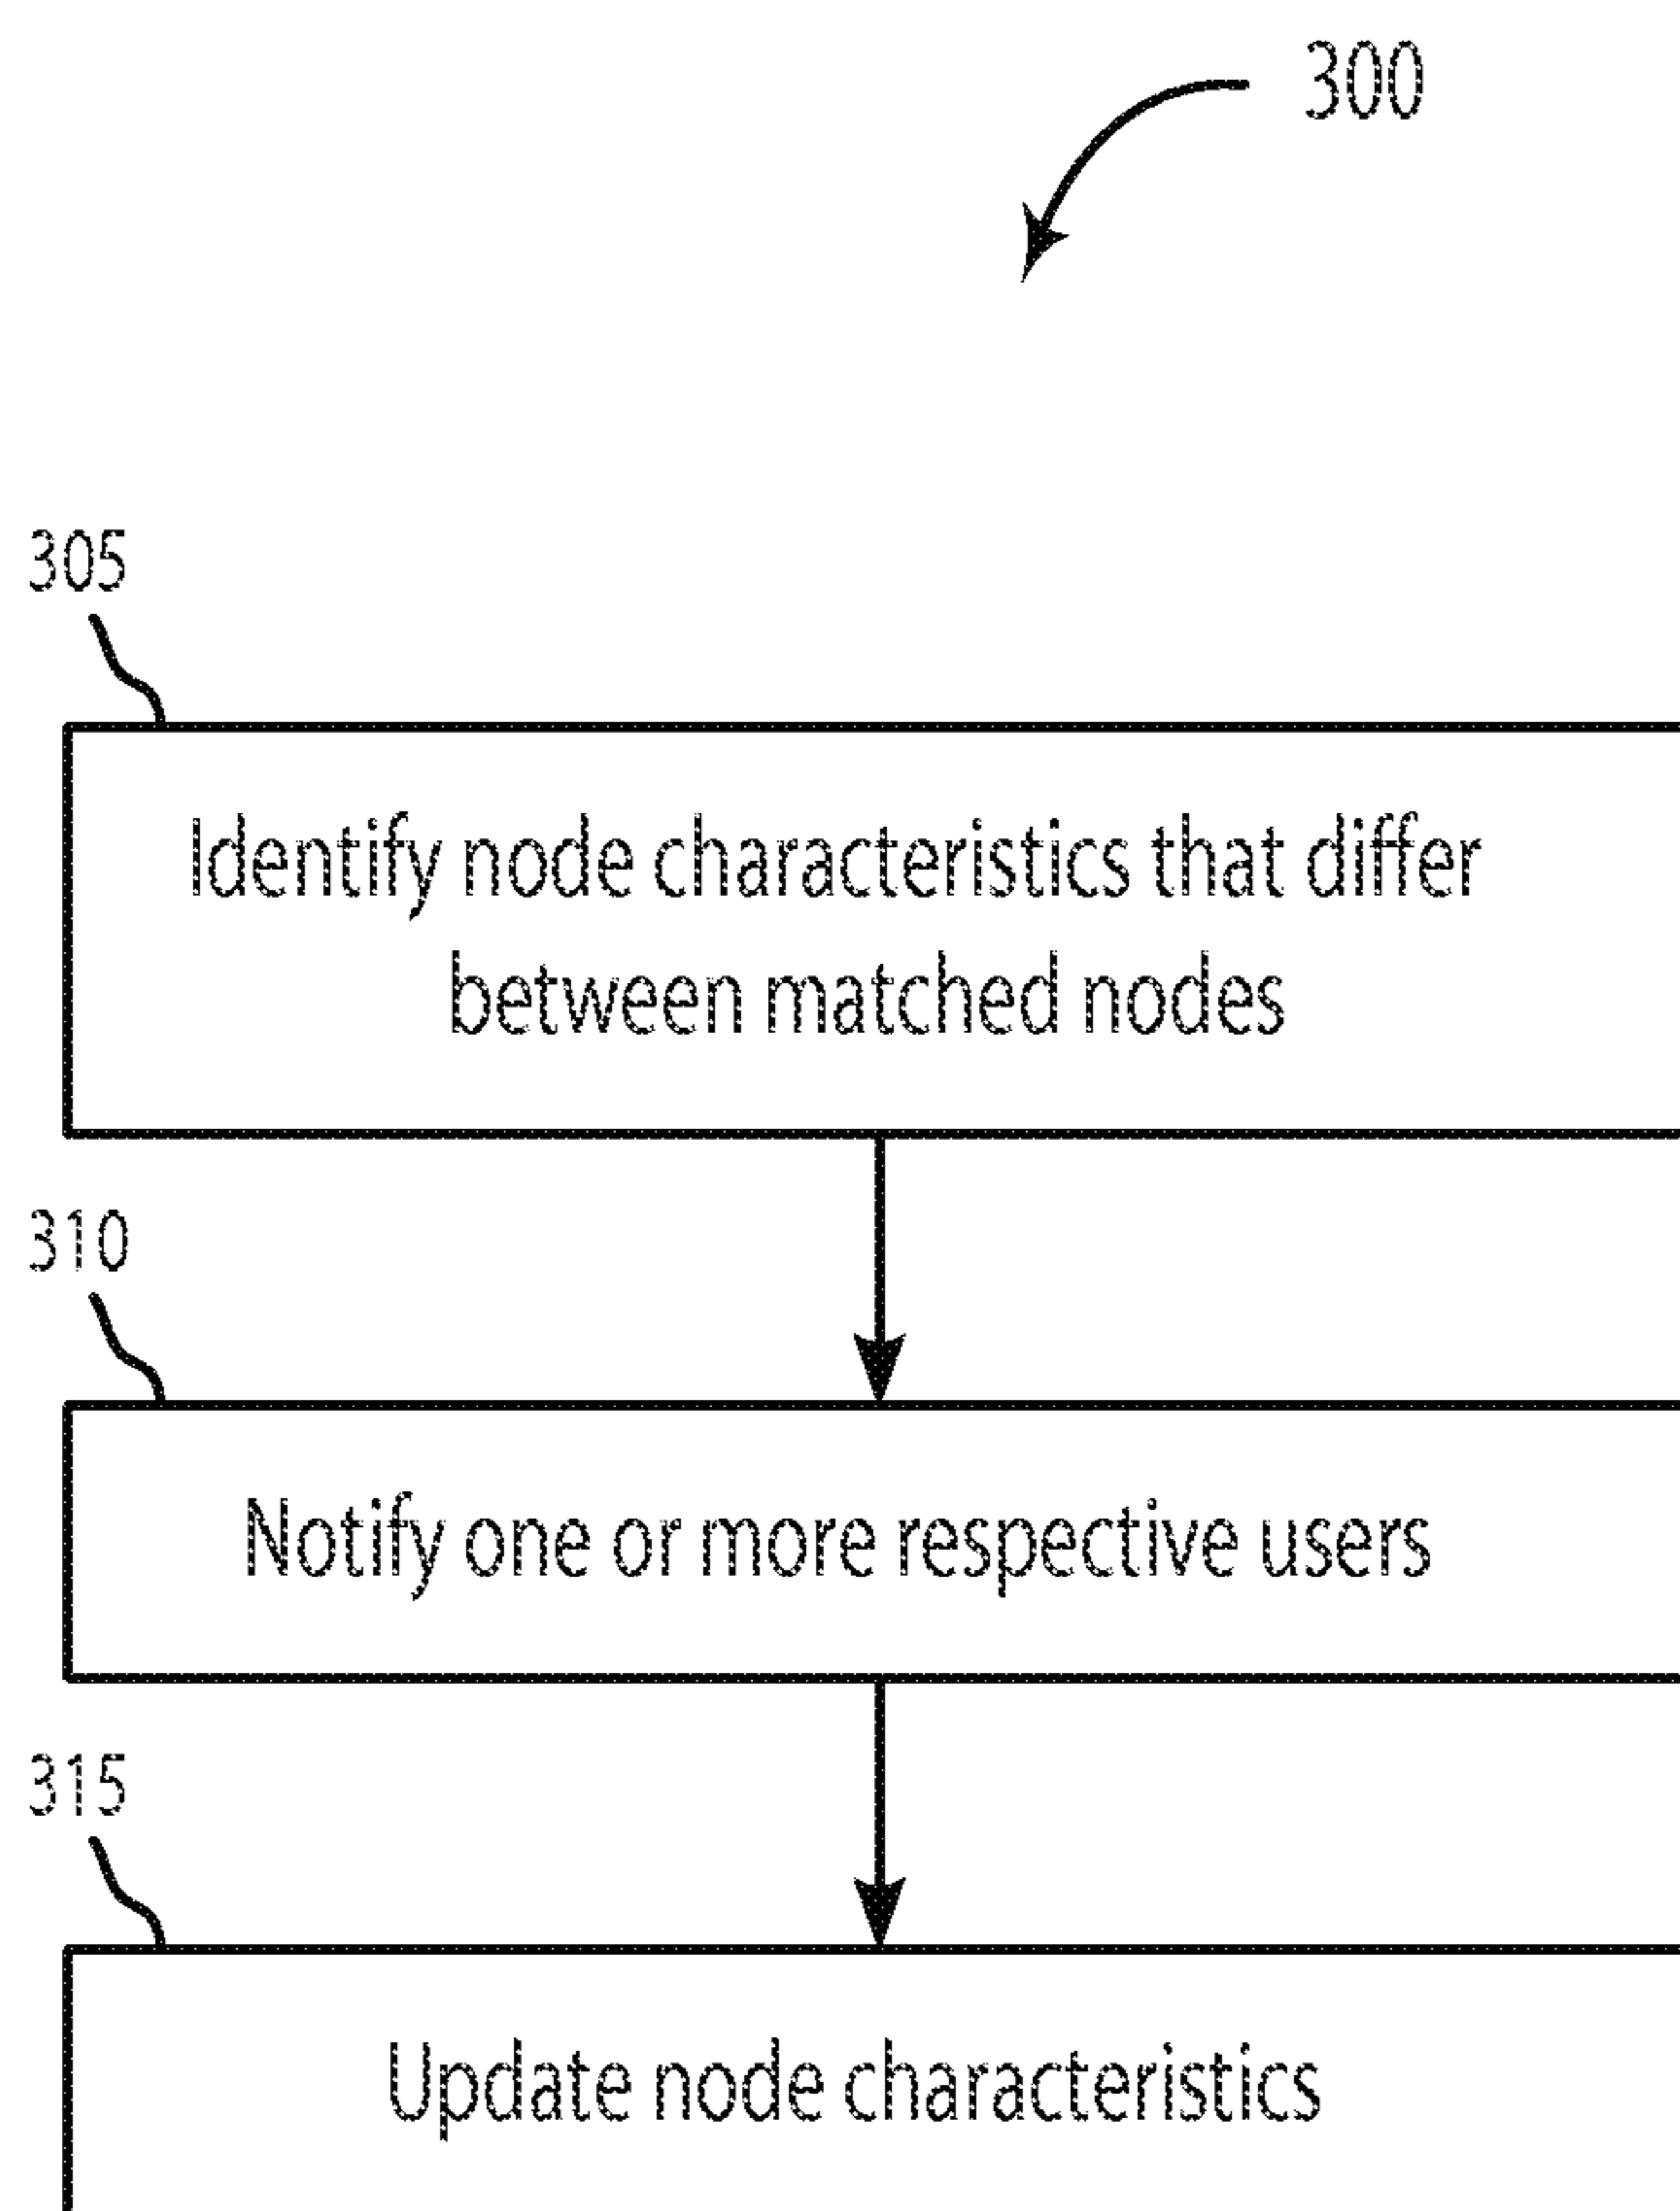 300
305
Identify node characteristics that differ
between matched nodes
310
Notify one or more respective users
315
Update node characteristics